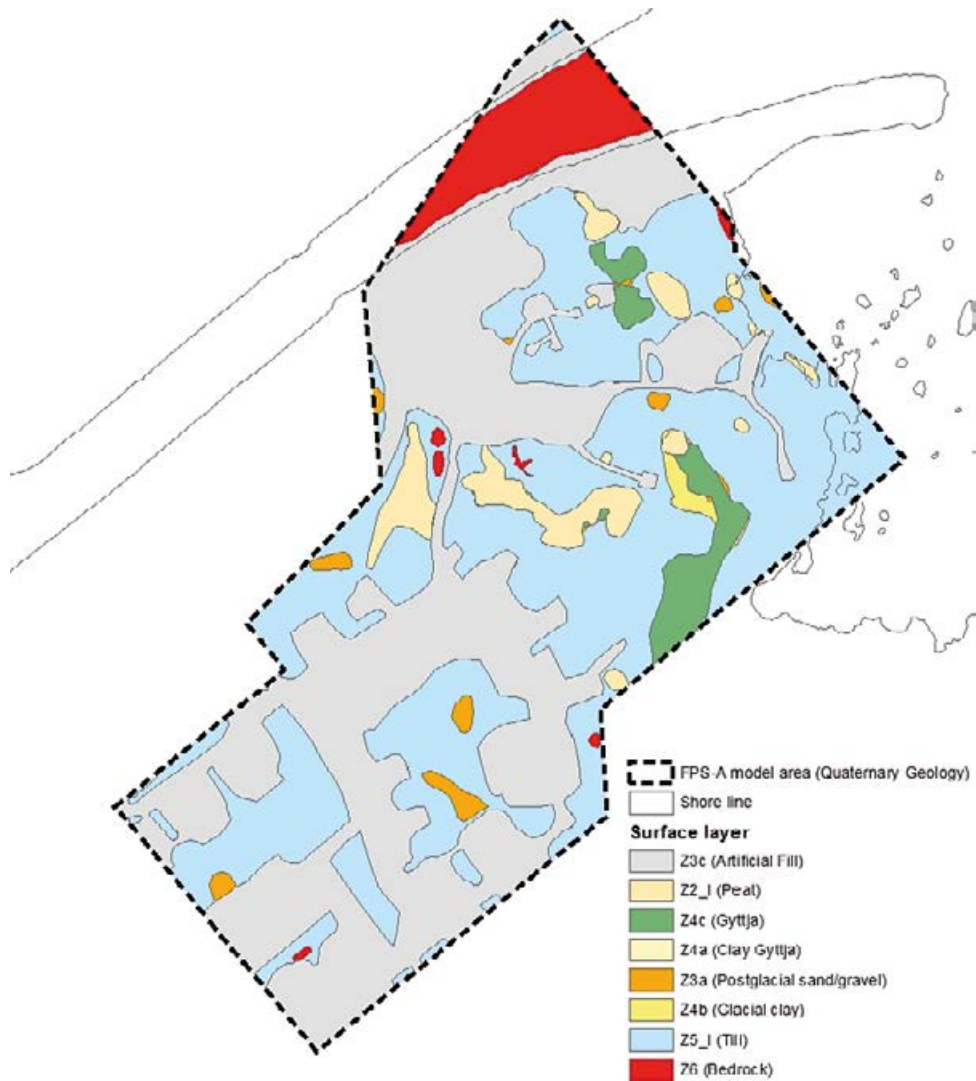 FPS-A model area (Quaternary Geology)
Shore line
Surface layer
Z3c (Artificial Fill)
Z2_I (Peat)
Z4c (Gyttja)
Z4a (Clay Gyttja)
Z3a (Postglacial sand/gravel)
Z4b (Glacial clay)
Z5_I (Till)
Z6 (Bedrock)